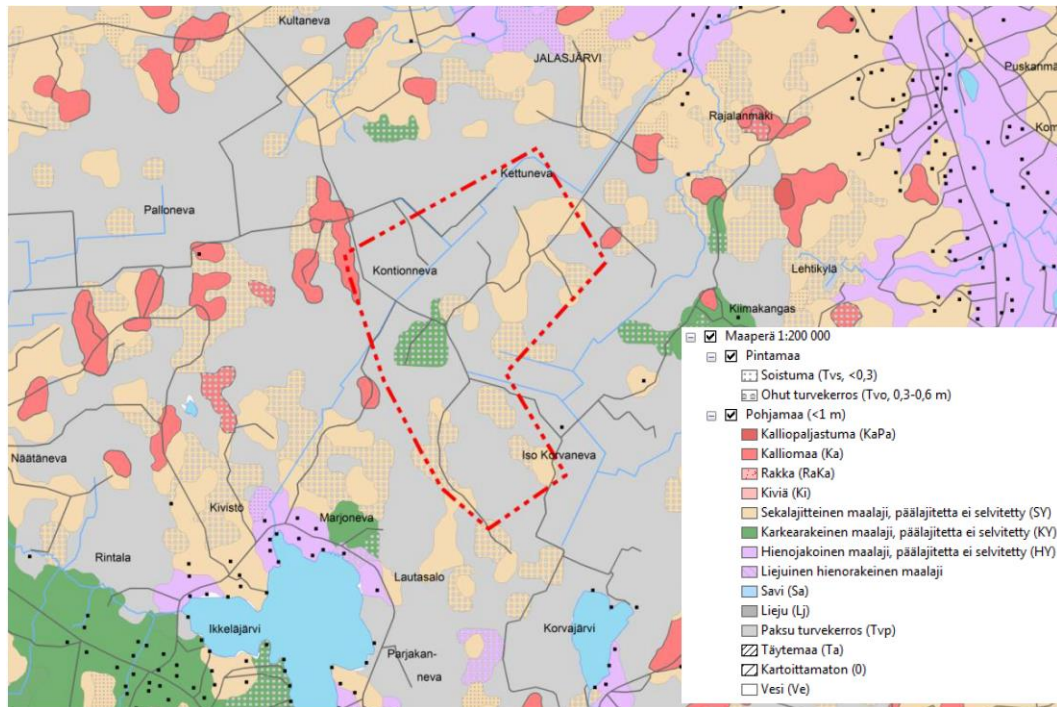 Kultaneva
JALASJÄRVI
Puskanmä
Rajalanmäki
Kom
Kettuneva
Palloneva
Lehtikylä
Kontionneva
Kilmakangas
Iso Korvaneva
Näätäneva
Kivistö
Marjoneva
Rintala
Lautasalo
Ikkeläjärvi
Korvajärvi
Parjakan-
neva
Maaperä 1:200 000
Pintamaa
Soistuma (Tvs, <0,3)
Ohut turvekerros (Tvo, 0,3-0,6 m)
Pohjamaa (<1 m)
Kalliopaljastuma (KaPa)
Kalliomaa (Ka)
Rakka (RaKa)
Kiviä (Ki)
Sekalajitteinen maalaji, päälajitetta ei selvitetty (SY)
Karkearakeinen maalaji, päälajitetta ei selvitetty (KY)
Hienojakoinen maalaji, päälajitetta ei selvitetty (HY)
Liejuinen hienorakeinen maalaji
Savi (Sa)
Lieju (Lj)
Paksu turvekerros (Tvp)
Täytemaa (Ta)
Kartoittamaton (0)
Vesi (Ve)